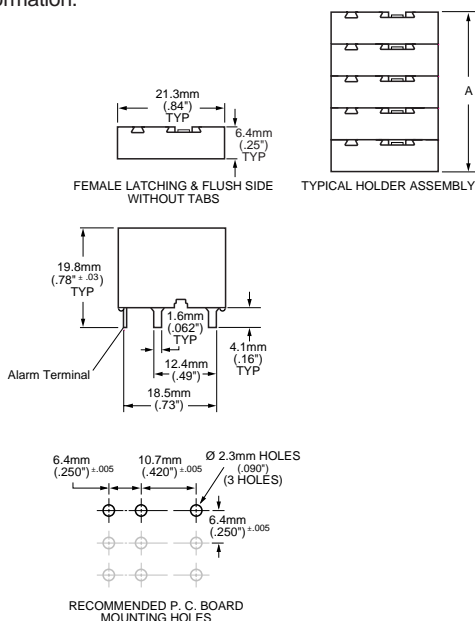 ormation.
21.3mm
(.84")
TYP
6.4mm
(.25")
TYP
A
FEMALE LATCHING & FLUSH SIDE
WITHOUT TABS
TYPICAL HOLDER ASSEMBLY
19.8mm
(.78" ± .03)
TYP
1.6mm
(.062")
TYP
4.1mm
(.16")
TYP
12.4mm
(.49")
Alarm Terminal
18.5mm
(.73")
6.4mm
(.250") ±.005
10.7mm
(.420") ±.005
Ø 2.3mm HOLES
(.090")
(3 HOLES)
6.4mm
(.250") ±.005
RECOMMENDED P. C. BOARD
MOUNTING HOLES